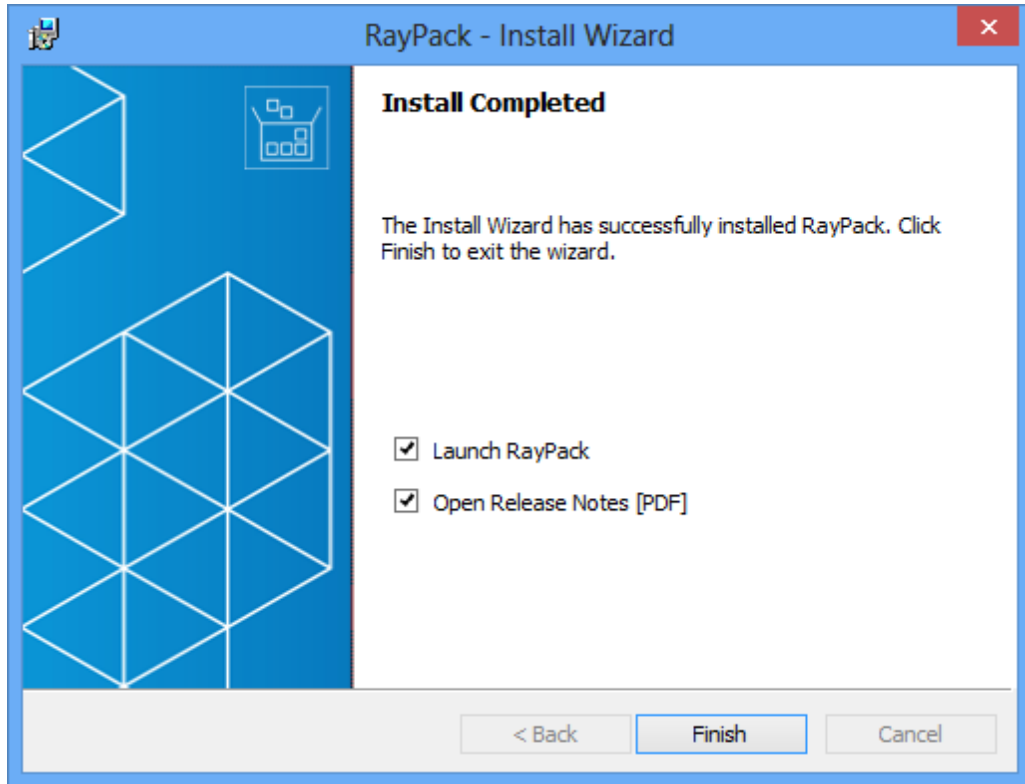 RayPack - Install Wizard
Install Completed
The Install Wizard has successfully installed RayPack. Click
Finish to exit the wizard.
Launch RayPack
Open Release Notes [PDF]
< Back
Finish
Cancel